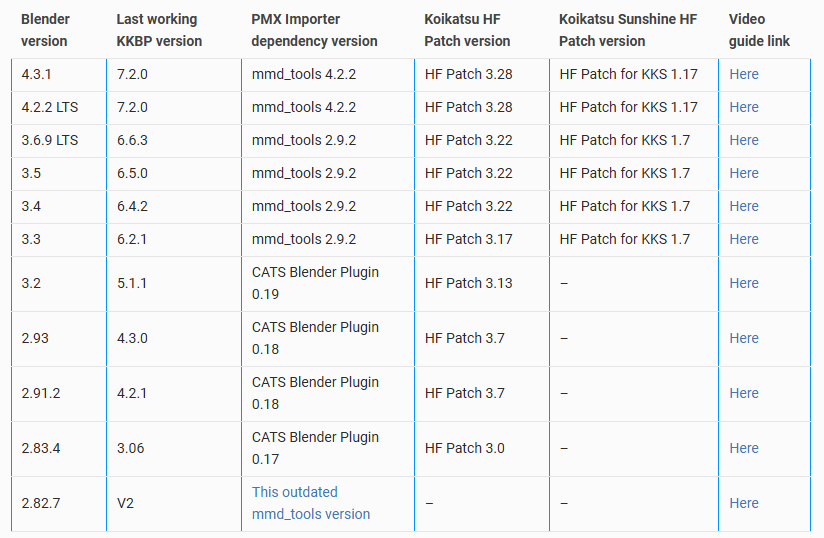 Blender version | Last working KKBP version | PMX Importer dependency version | Koikatsu HF Patch version | Koikatsu Sunshine HF Patch version | Video guide link
4.3.1 | 7.2.0 | mmd_tools 4.2.2 | HF Patch 3.28 | HF Patch for KKS 1.17 | Here
4.2.2 LTS | 7.2.0 | mmd_tools 4.2.2 | HF Patch 3.28 | HF Patch for KKS 1.17 | Here
3.6.9 LTS | 6.6.3 | mmd_tools 2.9.2 | HF Patch 3.22 | HF Patch for KKS 1.7 | Here
3.5 | 6.5.0 | mmd_tools 2.9.2 | HF Patch 3.22 | HF Patch for KKS 1.7 | Here
3.4 | 6.4.2 | mmd_tools 2.9.2 | HF Patch 3.22 | HF Patch for KKS 1.7 | Here
3.3 | 6.2.1 | mmd_tools 2.9.2 | HF Patch 3.17 | HF Patch for KKS 1.7 | Here
3.2 | 5.1.1 | CATS Blender Plugin 0.19 | HF Patch 3.13 | – | Here
2.93 | 4.3.0 | CATS Blender Plugin 0.18 | HF Patch 3.7 | – | Here
2.91.2 | 4.2.1 | CATS Blender Plugin 0.18 | HF Patch 3.7 | – | Here
2.83.4 | 3.06 | CATS Blender Plugin 0.17 | HF Patch 3.0 | – | Here
2.82.7 | V2 | This outdated mmd_tools version | – | – | Here